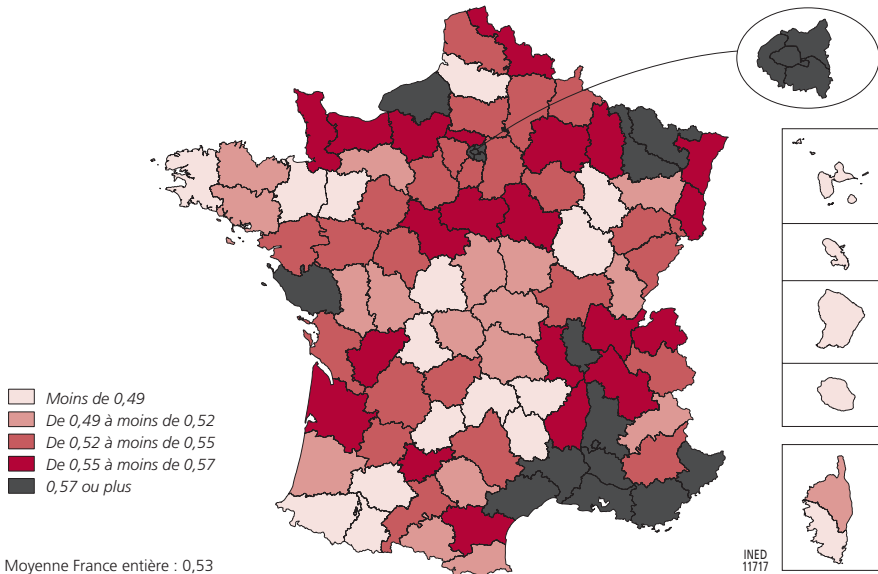 Moins de 0,49
De 0,49 à moins de 0,52
De 0,52 à moins de 0,55
De 0,55 à moins de 0,57
0,57 ou plus
Moyenne France entière : 0,53
INED
11717